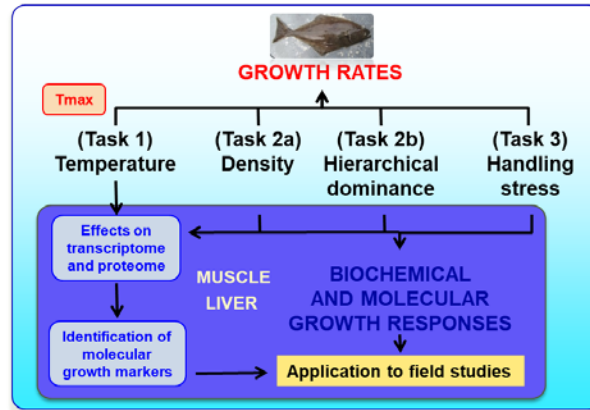 GROWTH RATES
Tmax
(Task 1)
Temperature
(Task 2a)
Density
(Task 2b)
Hierarchical
dominance
(Task 3)
Handling
stress
Effects on
transcriptome
and proteome
MUSCLE
LIVER
BIOCHEMICAL
AND MOLECULAR
GROWTH RESPONSES
Identification of
molecular
growth markers
Application to field studies